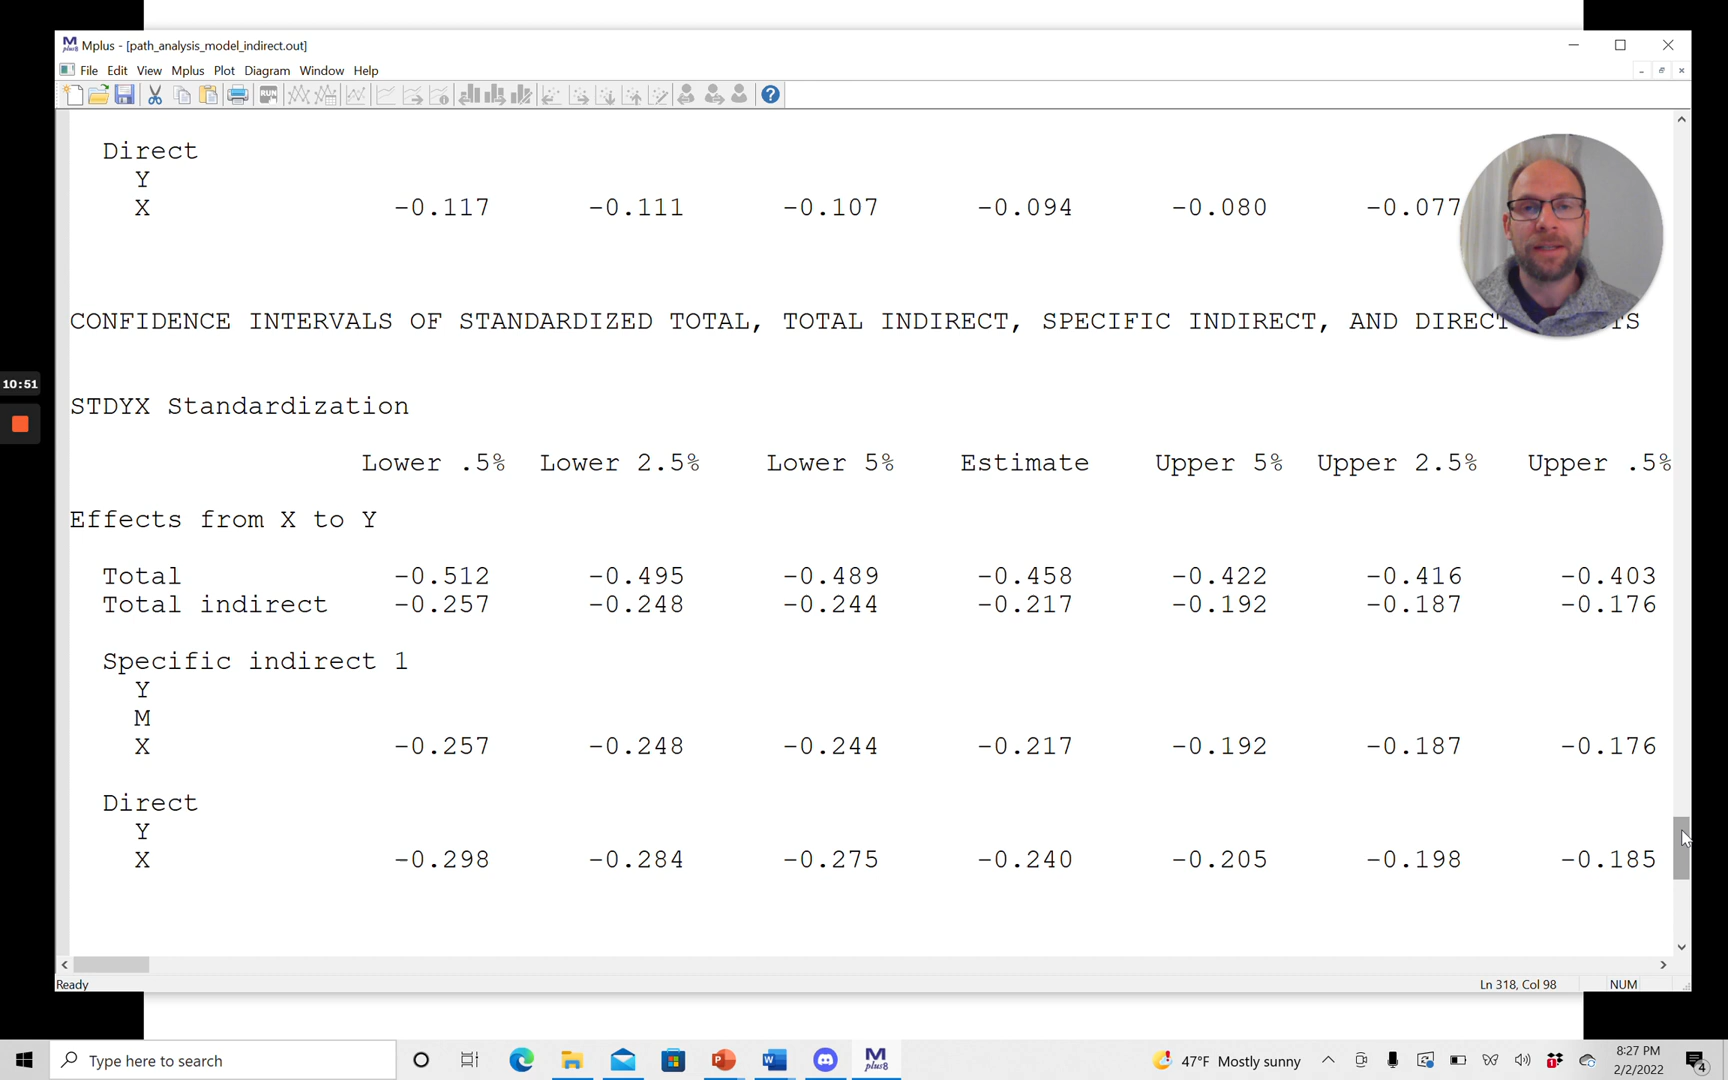 Mplus - [path_analysis_model_indirect.out]
File Edit View Mplus Plot Diagram Window Help
RUN
Direct
Y
X -0.117 -0.111 -0.107 -0.094 -0.080 -0.077
CONFIDENCE INTERVALS OF STANDARDIZED TOTAL, TOTAL INDIRECT, SPECIFIC INDIRECT, AND
10:51
STDYX Standardization
Lower .5% Lower 2.5% Lower 5% Estimate Upper 5% Upper 2.5% Upper .5%
Effects from X to Y
Total -0.512 -0.495 -0.489 -0.458 -0.422 -0.416 -0.403
Total indirect -0.257 -0.248 -0.244 -0.217 -0.192 -0.187 -0.176
Specific indirect 1
Y
M
X -0.257 -0.248 -0.244 -0.217 -0.192 -0.187 -0.176
Direct
Y
X -0.298 -0.284 -0.275 -0.240 -0.205 -0.198 -0.185
Ready Ln 318, Col 98 NUM
Type here to search 47°F Mostly sunny 8:27 PM
2/2/2022